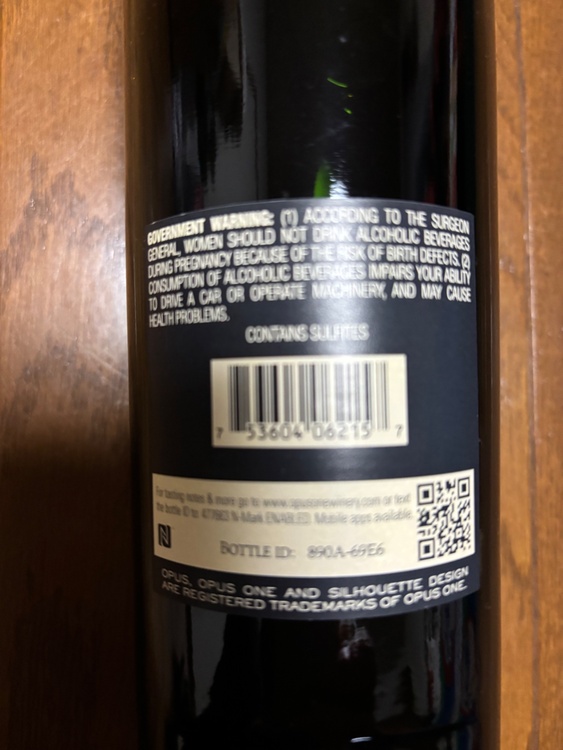 GOVERNMENT WARNING: (1) ACCORDING TO THE SURGEON
GENERAL, WOMEN SHOULD NOT DRINK ALCOHOLIC BEVERAGES
DURING PREGNANCY BECAUSE OF THE RISK OF BIRTH DEFECTS. (2)
CONSUMPTION OF ALCOHOLIC BEVERAGES IMPAIRS YOUR ABILITY
TO DRIVE A CAR OR OPERATE MACHINERY, AND MAY CAUSE
HEALTH PROBLEMS.
CONTAINS SULFITES
7 53604 06215 7
For tasting notes & more go to www.opusonewinery.com or text
the bottle ID to 477663 N-Mark ENABLED. Mobile apps available.
BOTTLE ID: 890A-69E6
OPUS, OPUS ONE AND SILHOUETTE DESIGN
ARE REGISTERED TRADEMARKS OF OPUS ONE.